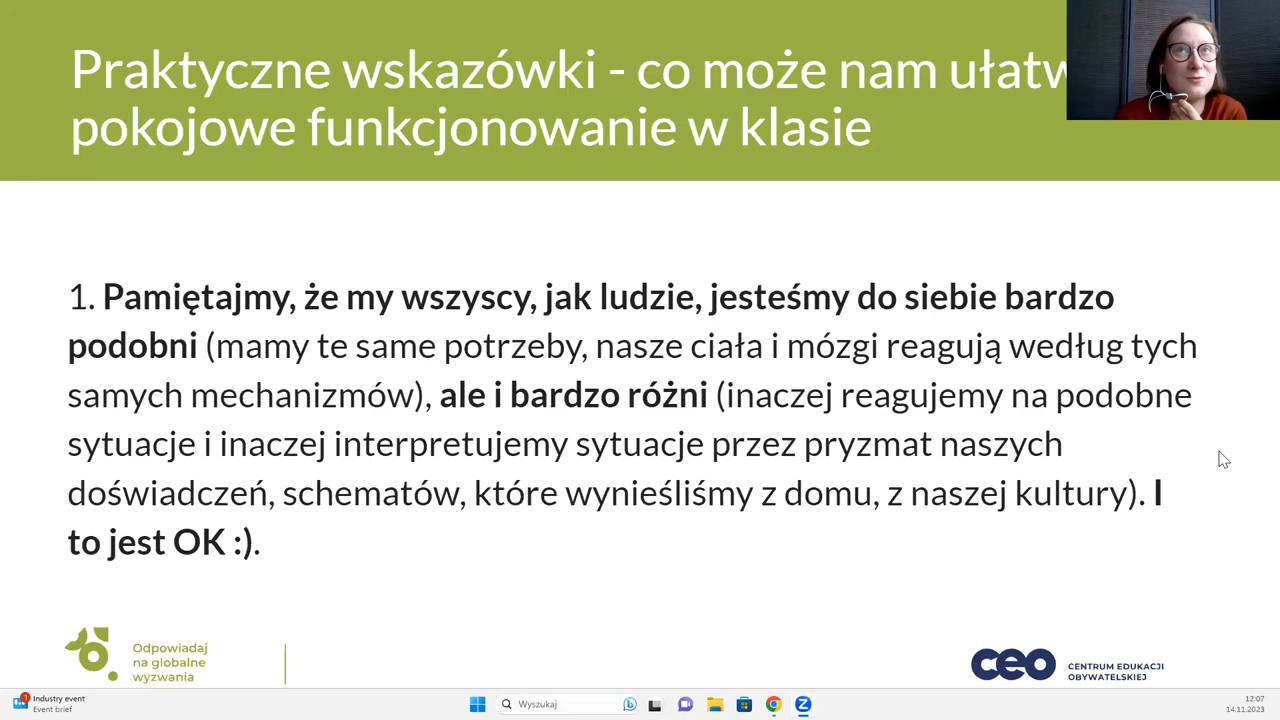 Praktyczne wskazówki - co może nam
pokojowe funkcjonowanie w klasie
1. Pamiętajmy, że my wszyscy, jak ludzie, jesteśmy do siebie bardzo
podobni (mamy te same potrzeby, nasze ciała i mózgi reagują według tych
samych mechanizmów), ale i bardzo różni (inaczej reagujemy na podobne
sytuacje i inaczej interpretujemy sytuacje przez pryzmat naszych
doświadczeń, schematów, które wynieśliśmy z domu, z naszej kultury). I
to jest OK :).
Odpowiadaj
na globalne
wyzwania
ceo
CENTRUM EDUKACJI
OBYWATELSKIEJ
1
Industry event
Event brief
Wyszukaj
12:07
14.11.2023